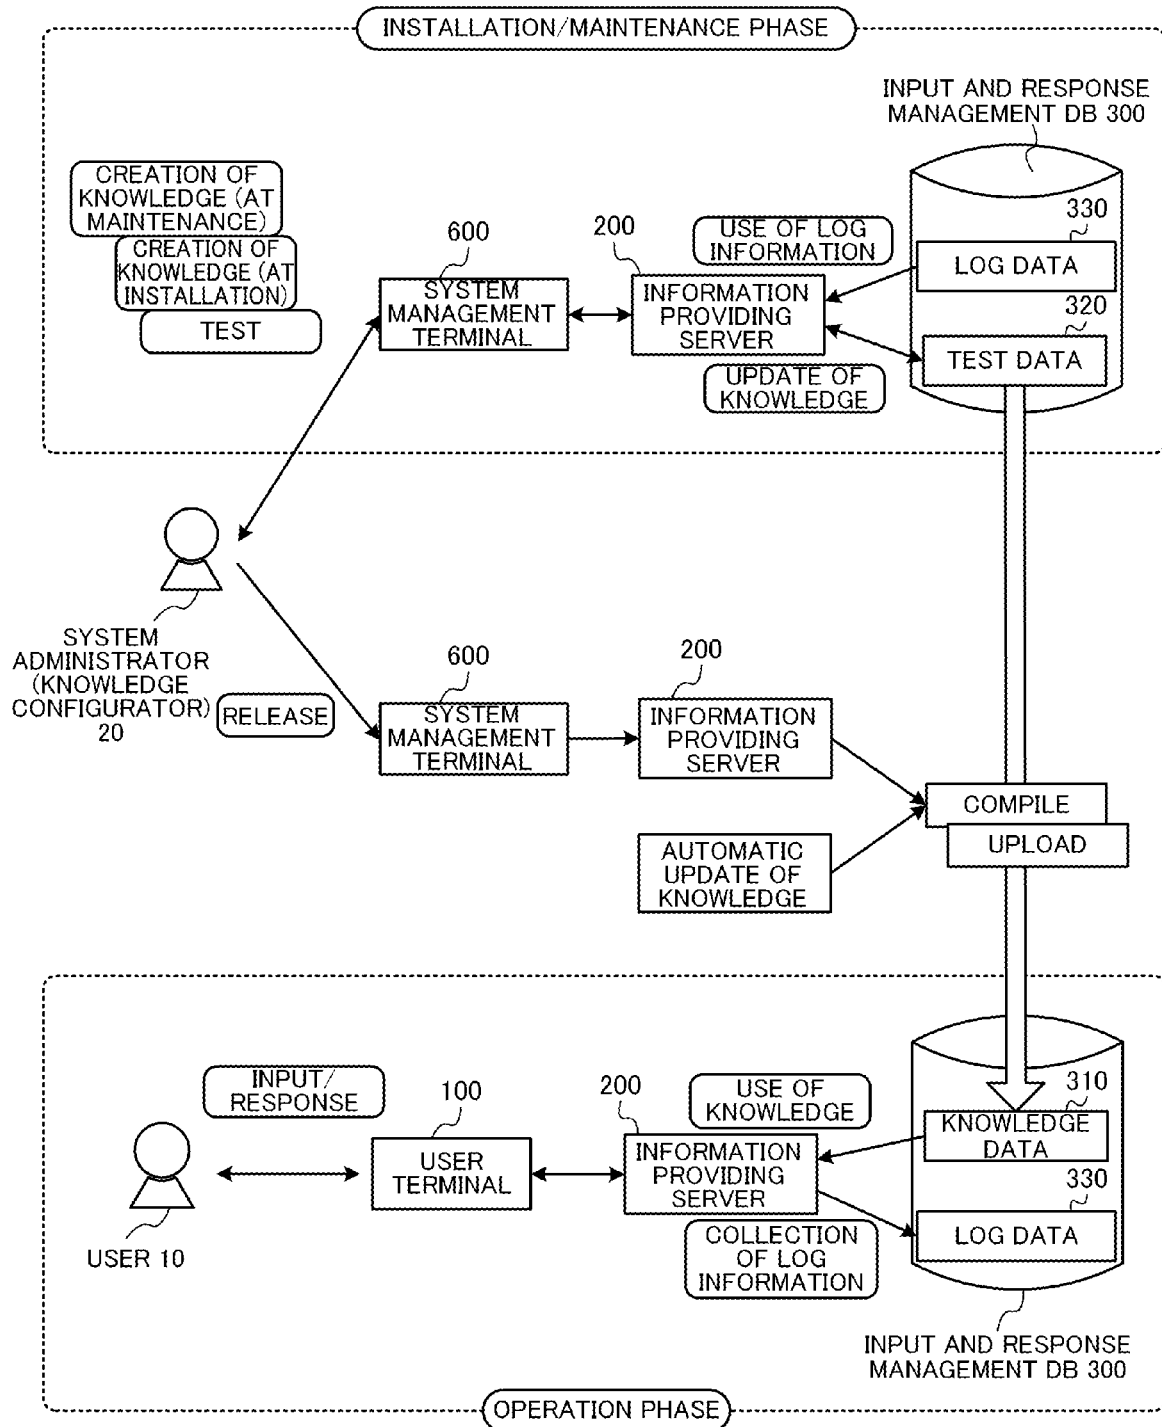 INSTALLATION/MAINTENANCE PHASE
INPUT AND RESPONSE
MANAGEMENT DB 300
CREATION OF
KNOWLEDGE (AT
MAINTENANCE)
CREATION OF
KNOWLEDGE (AT
INSTALLATION)
TEST
600
SYSTEM
MANAGEMENT
TERMINAL
200
INFORMATION
PROVIDING
SERVER
USE OF LOG
INFORMATION
UPDATE OF
KNOWLEDGE
330
LOG DATA
320
TEST DATA
SYSTEM
ADMINISTRATOR
(KNOWLEDGE
CONFIGURATOR)
20
RELEASE
600
SYSTEM
MANAGEMENT
TERMINAL
200
INFORMATION
PROVIDING
SERVER
AUTOMATIC
UPDATE OF
KNOWLEDGE
COMPILE
UPLOAD
INPUT/
RESPONSE
USER 10
100
USER
TERMINAL
200
INFORMATION
PROVIDING
SERVER
USE OF
KNOWLEDGE
COLLECTION
OF LOG
INFORMATION
310
KNOWLEDGE
DATA
330
LOG DATA
INPUT AND RESPONSE
MANAGEMENT DB 300
OPERATION PHASE